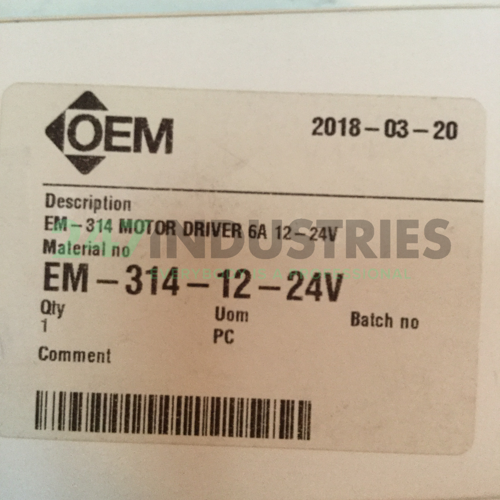 OEM
2018-03-20
Description
EM-314 MOTOR DRIVER 6A 12-24V
Material no
INDUSTRIES
EM-314-12-24V
Qty Uom Batch no
1 PC
Comment